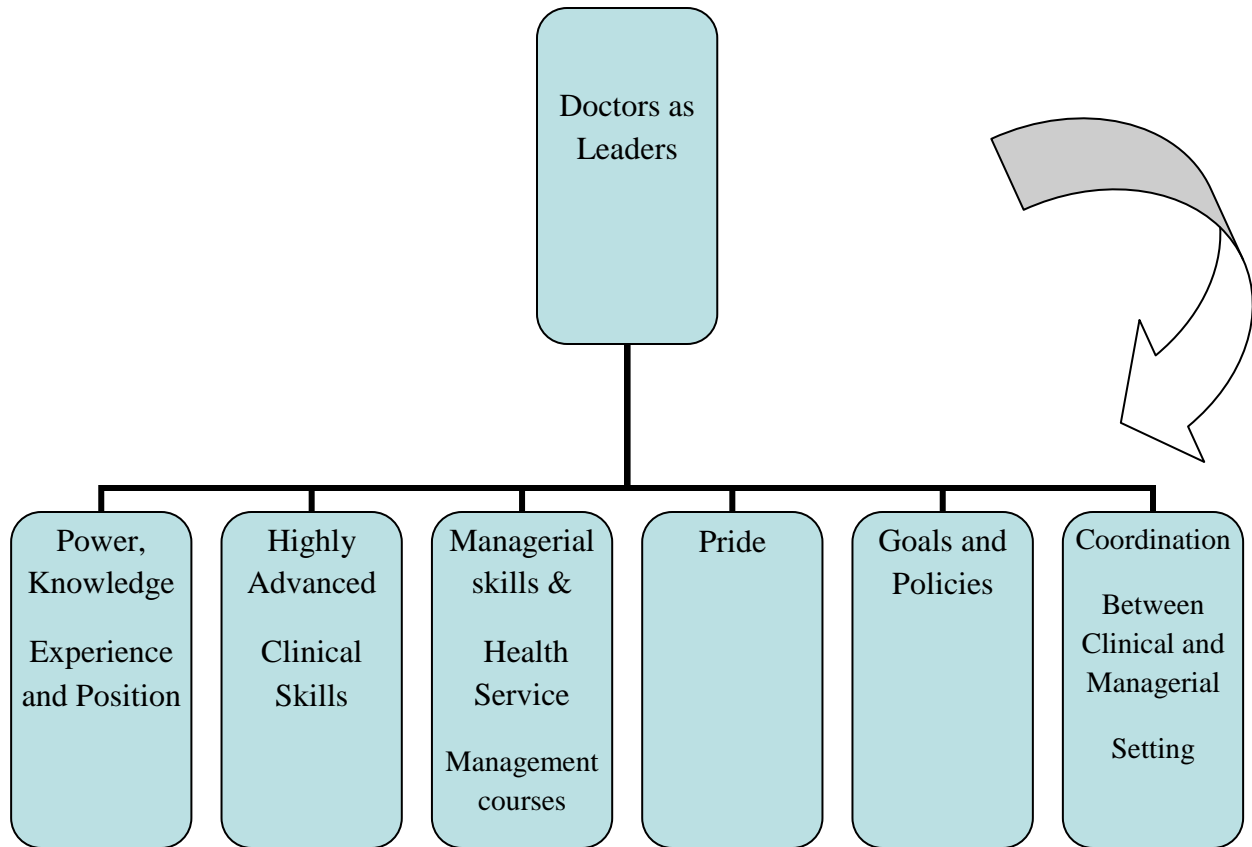 Doctors as
Leaders
Power,
Knowledge
Experience
and Position
Highly
Advanced
Clinical
Skills
Managerial
skills &
Health
Service
Management
courses
Pride
Goals and
Policies
Coordination
Between
Clinical and
Managerial
Setting